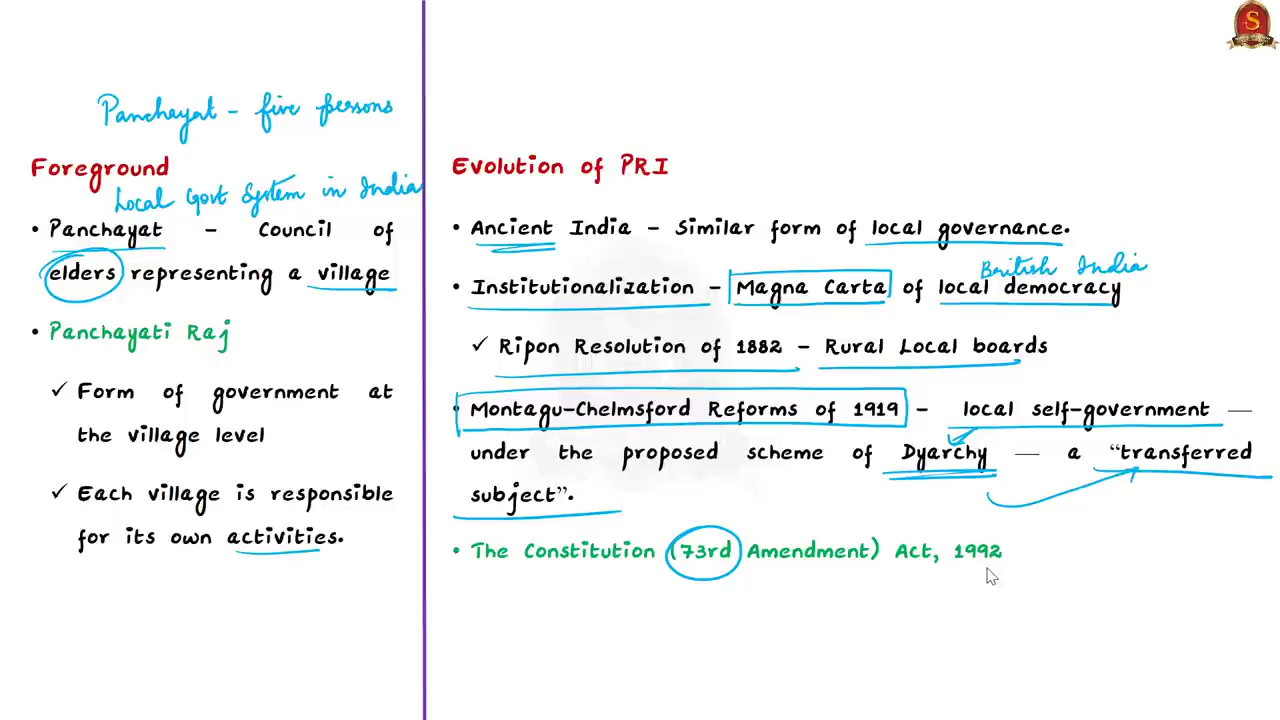 Panchayat - five persons
Foreground
Local Govt System in India
• Panchayat – Council of
elders representing a village
• Panchayati Raj
✓ Form of government at
the village level
✓ Each village is responsible
for its own activities.
Evolution of PRI
• Ancient India – Similar form of local governance.
British India
• Institutionalization – Magna Carta of local democracy
✓ Ripon Resolution of 1882 – Rural Local boards
• Montagu-Chelmsford Reforms of 1919 – local self-government —
under the proposed scheme of Dyarchy — a “transferred
subject”.
• The Constitution (73rd Amendment) Act, 1992
S